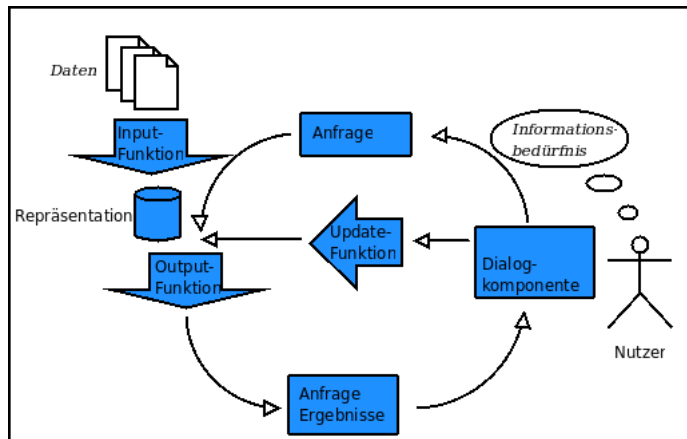 Daten
Input-
Funktion
Anfrage
Informations-
bedürfnis
Repräsentation
Update-
Funktion
Output-
Funktion
Dialog-
komponente
Nutzer
Anfrage
Ergebnisse